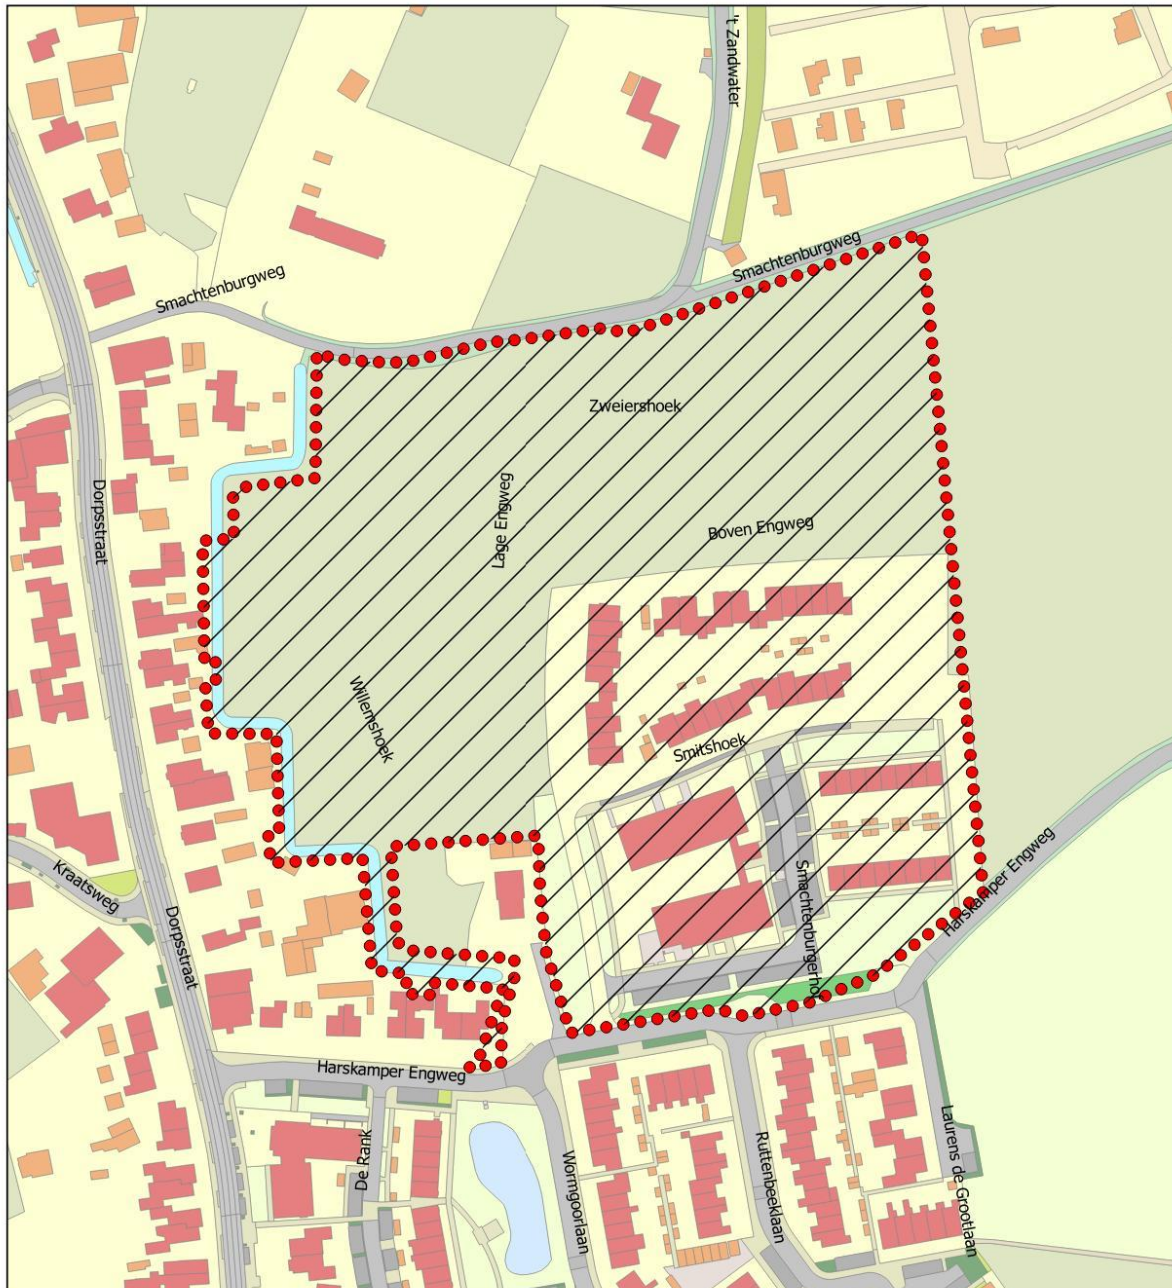 't Zandwater
Smachtenburgweg
Smachtenburgweg
Zweiershoek
Dorpsstraat
Lage Engweg
Boven Engweg
Willemshoek
Smitshoek
Kraatsweg
Smachtenburgerhof
Harskamper Engweg
Dorpsstraat
Harskamper Engweg
De Rank
Wormgoorlaan
Ruttenbeeklaan
Laurens de Grootlaan